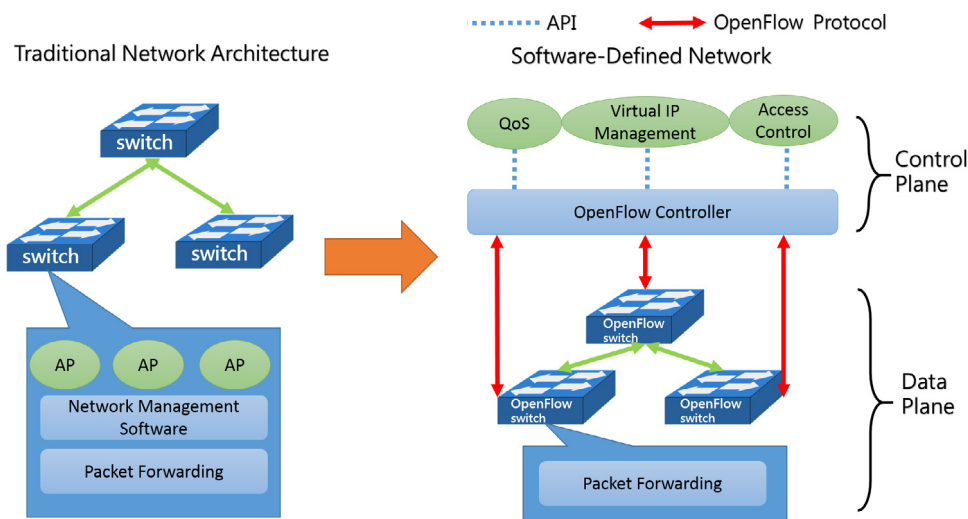 API
OpenFlow Protocol
Traditional Network Architecture
Software-Defined Network
switch
switch
switch
AP
AP
AP
Network Management
Software
Packet Forwarding
QoS
Virtual IP
Management
Access
Control
OpenFlow Controller
Control
Plane
OpenFlow
switch
OpenFlow
switch
OpenFlow
switch
Packet Forwarding
Data
Plane